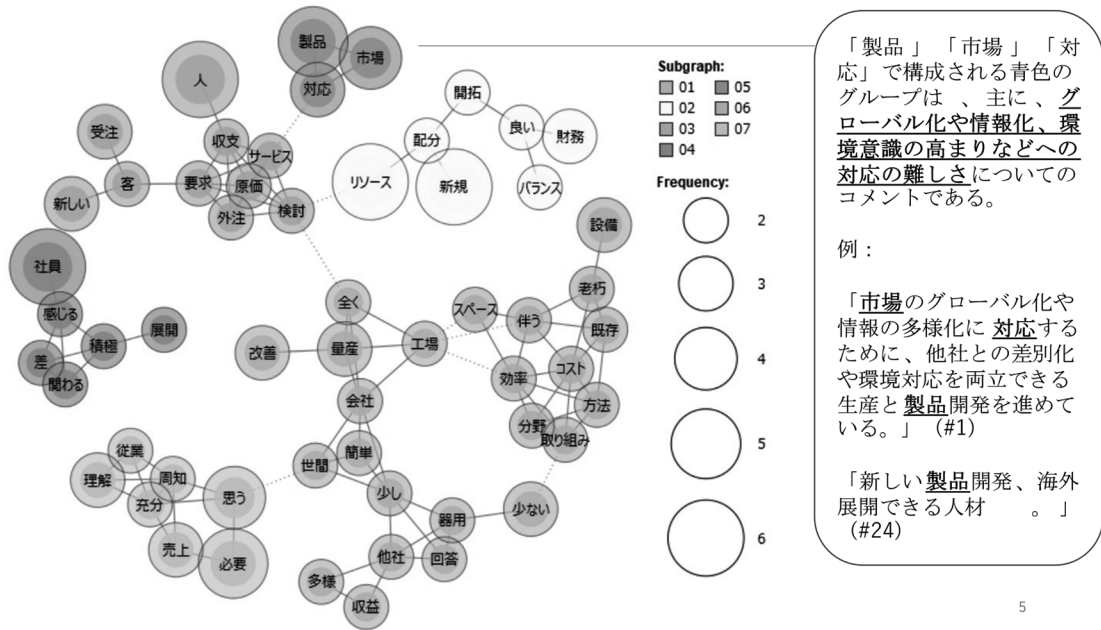 製品
市場
対応
人
開拓
良い
財務
配分
バランス
リソース
新規
受注
収支
サービス
客
要求
原価
新しい
外注
検討
社員
感じる
展開
差
積極
関わる
全く
改善
量産
工場
会社
設備
スペース
老朽
伴う
既存
効率
コスト
方法
分野
取り組み
従業
理解
周知
充分
思う
売上
必要
世間
簡単
少し
器用
少ない
他社
回答
多様
収益
Subgraph:
01
05
02
06
03
07
04
Frequency:
2
3
4
5
6
「製品 」 「市場 」 「対
応」で構成される青色の
グループは 、主に 、グ
ローバル化や情報化、環
境意識の高まりなどへの
対応の難しさについての
コメントである。
例：
「市場のグローバル化や
情報の多様化に 対応する
ために、他社との差別化
や環境対応を両立できる
生産と製品開発を進めて
いる。」 (#1)
「新しい製品開発、海外
展開できる人材 。 」
(#24)
5